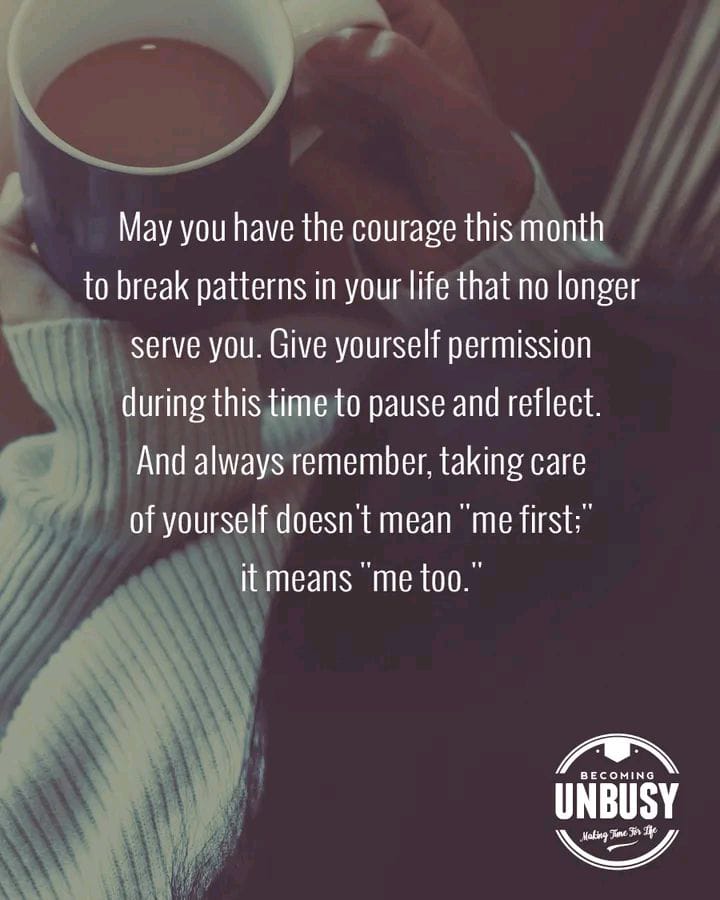 May you have the courage this month
to break patterns in your life that no longer
serve you. Give yourself permission
during this time to pause and reflect.
And always remember, taking care
of yourself doesn't mean "me first;"
it means "me too."
BECOMING
UNBUSY
Making Time For Life